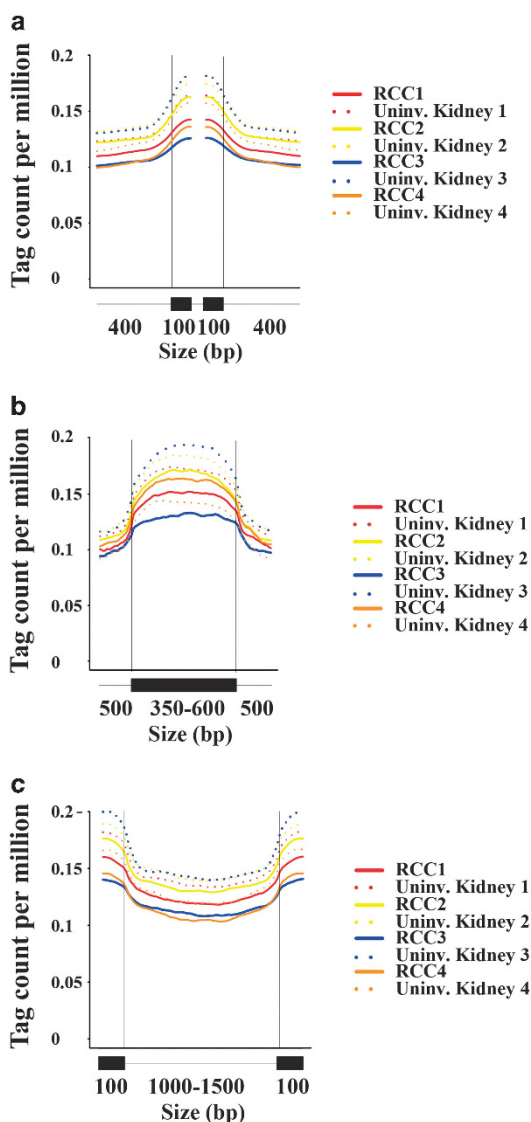 a
Tag count per million
0.2
0.15
0.1
0.05
0
400
100
100
400
Size (bp)
RCC1
Uninv. Kidney 1
RCC2
Uninv. Kidney 2
RCC3
Uninv. Kidney 3
RCC4
Uninv. Kidney 4
b
Tag count per million
0.2
0.15
0.1
0.05
0
500
350-600
500
Size (bp)
RCC1
Uninv. Kidney 1
RCC2
Uninv. Kidney 2
RCC3
Uninv. Kidney 3
RCC4
Uninv. Kidney 4
c
Tag count per million
0.2
0.15
0.1
0.05
0
100
1000-1500
100
Size (bp)
RCC1
Uninv. Kidney 1
RCC2
Uninv. Kidney 2
RCC3
Uninv. Kidney 3
RCC4
Uninv. Kidney 4